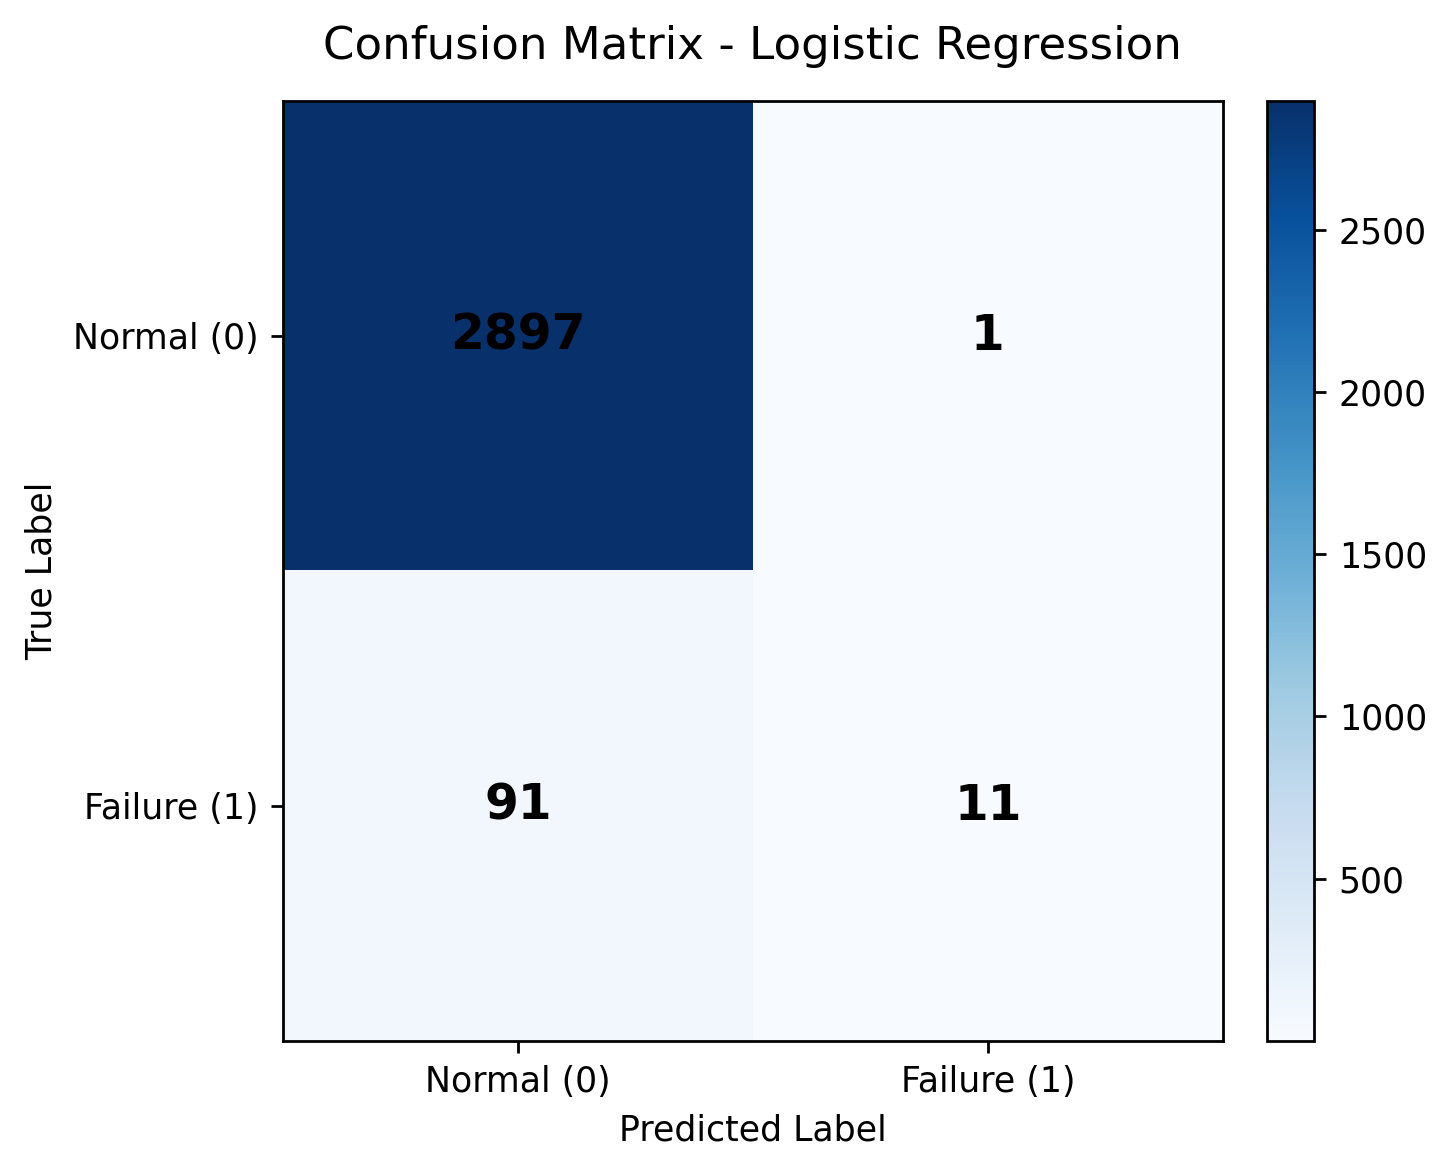 Confusion Matrix - Logistic Regression
True Label
Normal (0)
2897
1
Failure (1)
91
11
Normal (0)
Failure (1)
Predicted Label
2500
2000
1500
1000
500